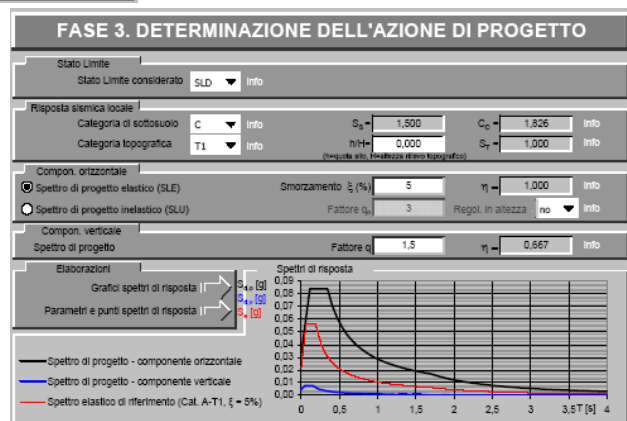 FASE 3. DETERMINAZIONE DELL'AZIONE DI PROGETTO
Stato Limite
Stato Limite considerato SLD Info
Risposta sismica locale
Categoria di sottosuolo C Info S_S = 1,500 C_C = 1,826 Info
Categoria topografica T1 Info h/H= 0,000 S_T = 1,000 Info
(h=quota sito, H=altezza rilievo topografico)
Compon. orizzontale
Spettro di progetto elastico (SLE) Smorzamento ξ (%) 5 η = 1,000 Info
Spettro di progetto inelastico (SLU) Fattore q_o 3 Regol. in altezza no Info
Compon. verticale
Spettro di progetto Fattore q 1,5 η = 0,667 Info
Elaborazioni
Grafici spettri di risposta
Parametri e punti spettri di risposta
Spettri di risposta
S_d,o [g]
S_d,v [g]
S_e [g]
0,09
0,08
0,07
0,06
0,05
0,04
0,03
0,02
0,01
0,00
0 0,5 1 1,5 2 2,5 3 3,5 T [s] 4
Spettro di progetto - componente orizzontale
Spettro di progetto - componente verticale
Spettro elastico di riferimento (Cat. A-T1, ξ = 5%)